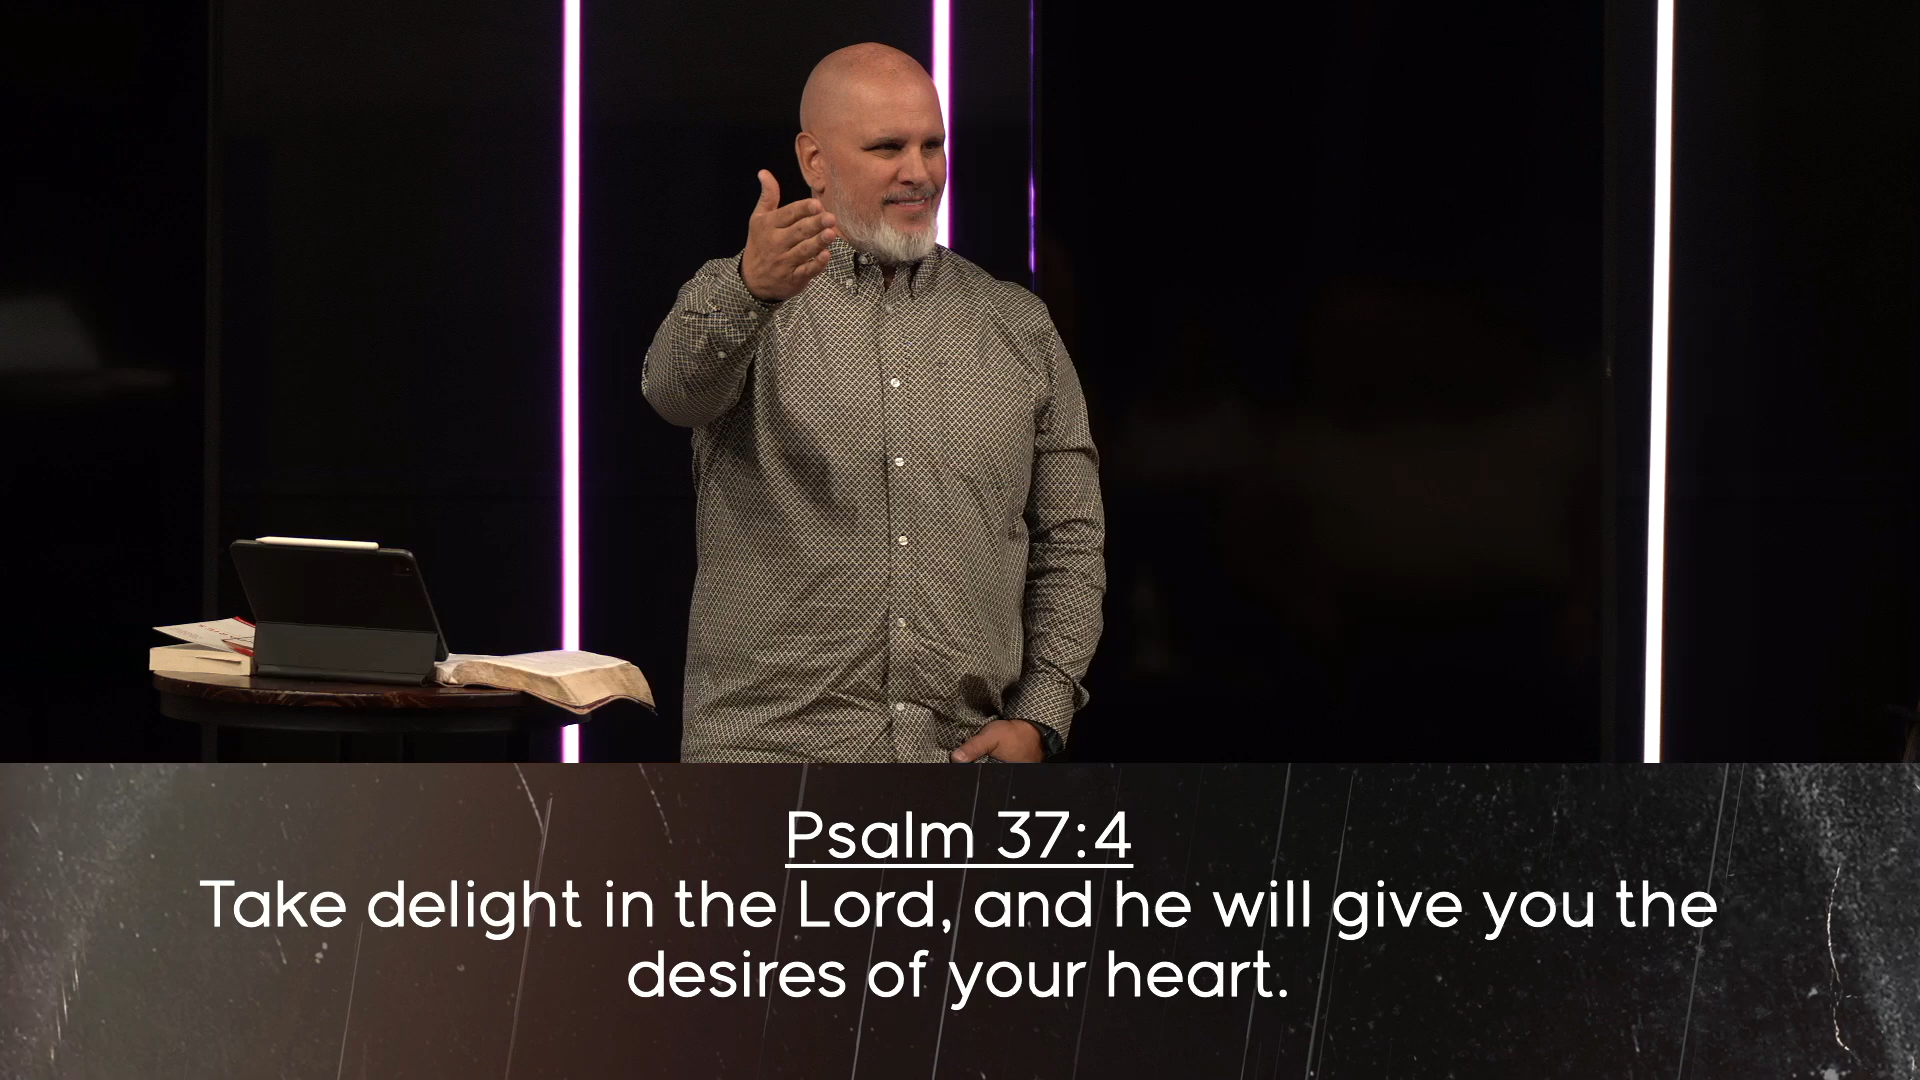 Psalm 37:4
Take delight in the Lord, and he will give you the
desires of your heart.